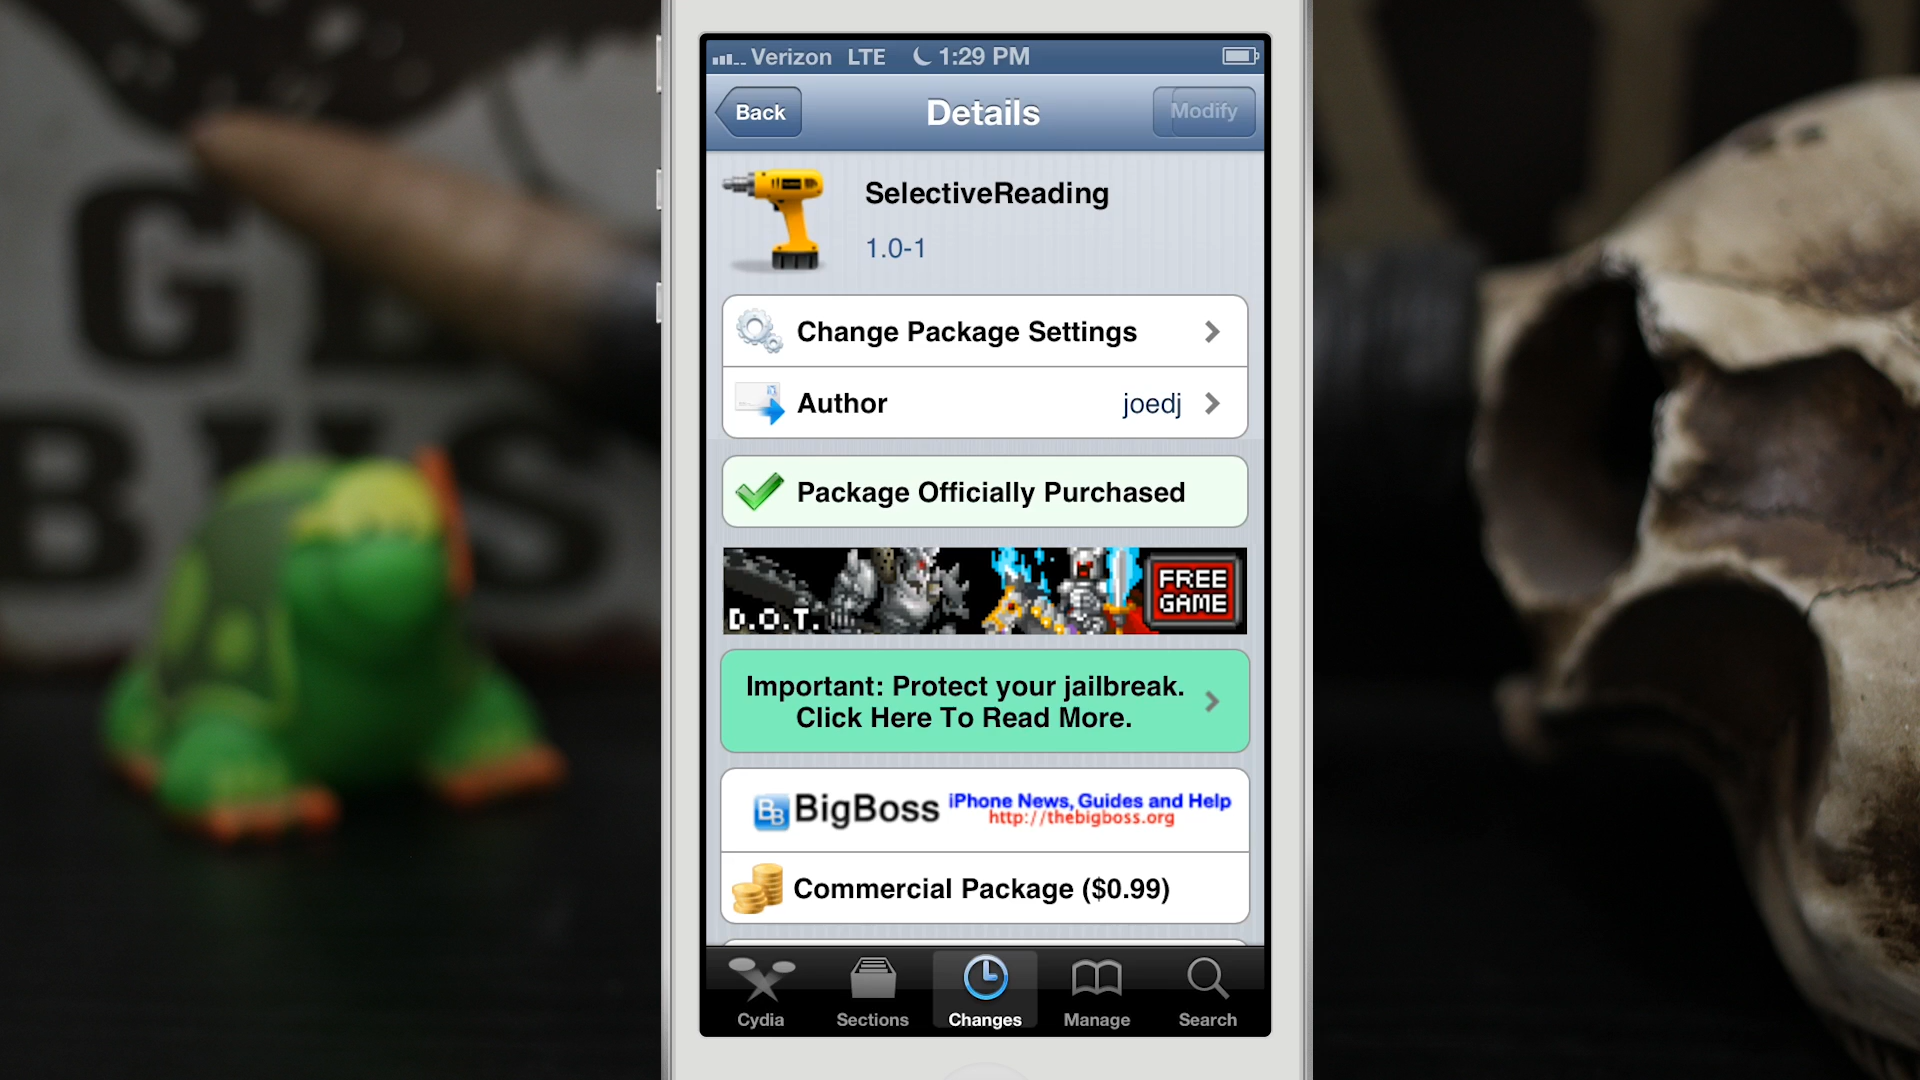 Verizon LTE 1:29 PM
Back
Details
Modify
SelectiveReading
1.0-1
Change Package Settings
Author
joedj
Package Officially Purchased
D.O.T.
FREE
GAME
Important: Protect your jailbreak.
Click Here To Read More.
BB BigBoss
iPhone News, Guides and Help
http://thebigboss.org
Commercial Package ($0.99)
Cydia
Sections
Changes
Manage
Search